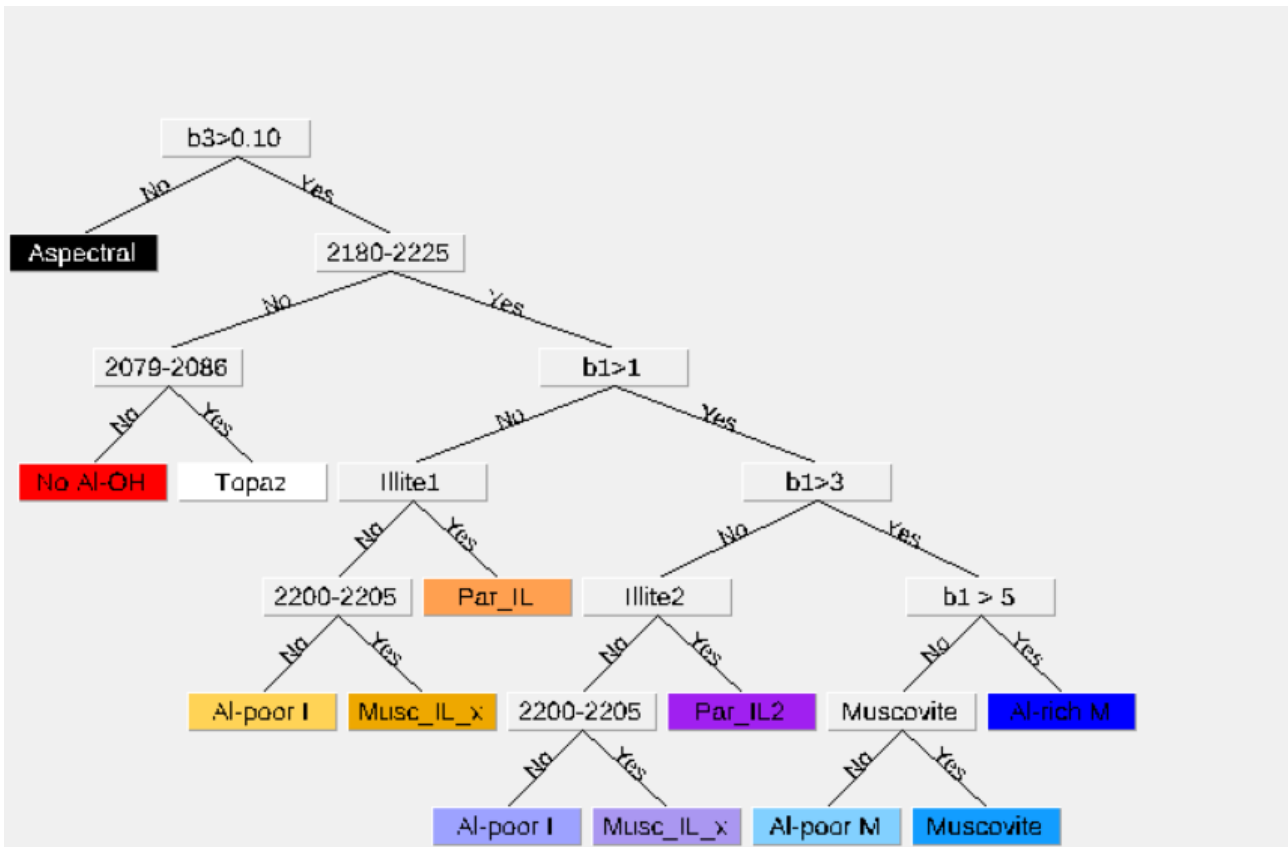 b3>0.10
No Yes
Aspectral 2180-2225
No Yes
2079-2086 b1>1
No Yes No Yes
No Al-OH Topaz Illite1 b1>3
No Yes No Yes
2200-2205 Par_IL Illite2 b1 > 5
No Yes No Yes No Yes
Al-poor I Musc_IL_x 2200-2205 Par_IL2 Muscovite Al-rich M
No Yes No Yes
Al-poor I Musc_IL_x Al-poor M Muscovite